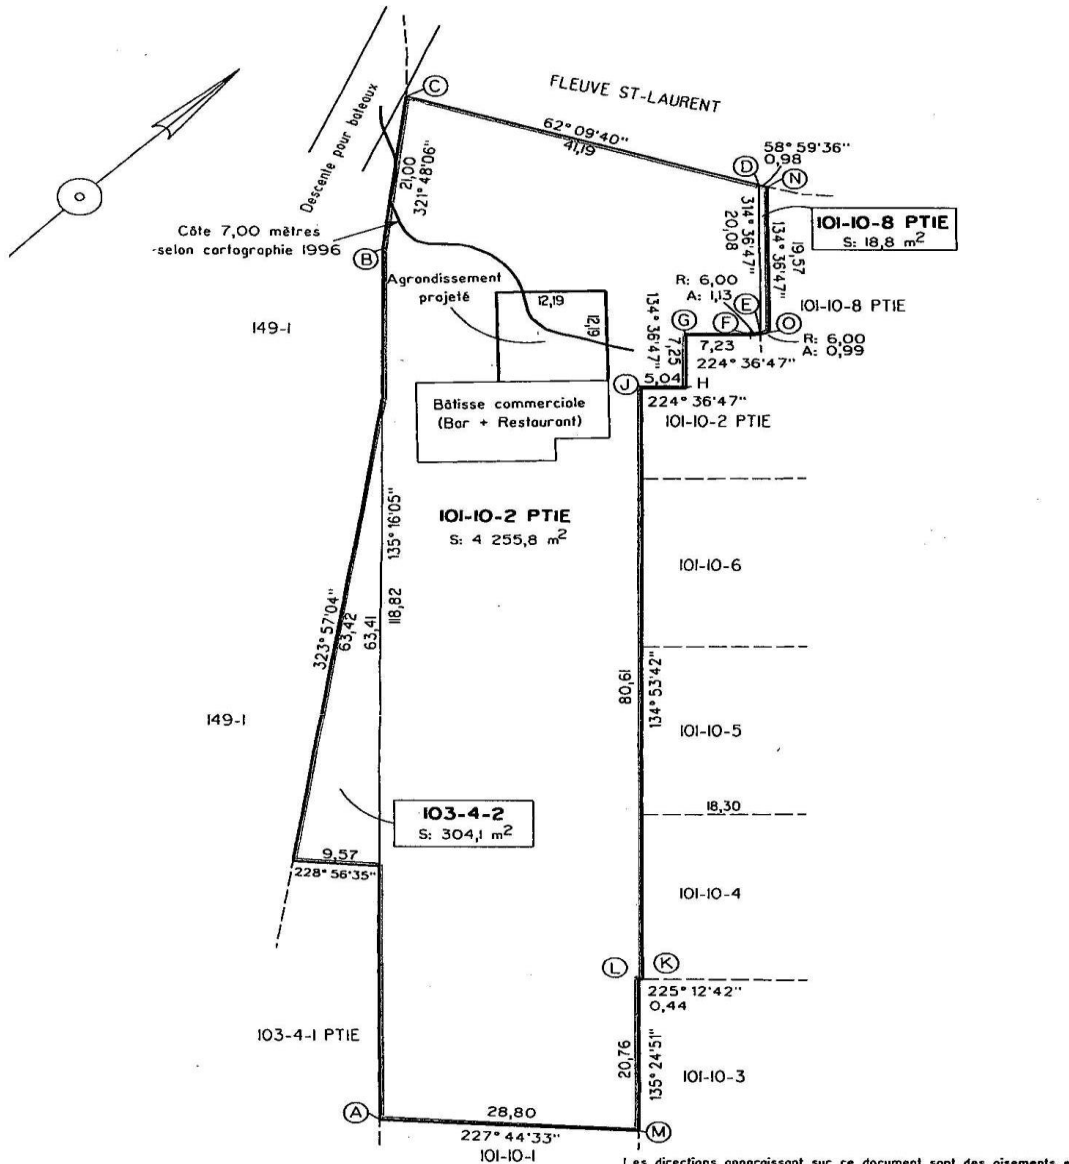 C
FLEUVE ST-LAURENT
Descente pour bateaux
62° 09'40"
41,19
58° 59'36"
0,98
D
N
21,00
321° 48'06"
101-10-8 PTIE
S: 18,8 m²
314° 36'47"
20,08
134° 36'47"
19,57
Côte 7,00 mètres
-selon cartographie 1996
B
Agrandissement
projeté
12,19
12,19
R: 6,00
A: 1,13
E
101-10-8 PTIE
149-1
134° 36'47"
7,25
G
F
O
7,23
224° 36'47"
R: 6,00
A: 0,99
5,04
J
H
224° 36'47"
Bâtisse commerciale
(Bar + Restaurant)
101-10-2 PTIE
101-10-2 PTIE
S: 4 255,8 m²
135° 16'05"
118,82
101-10-6
323° 57'04"
63,42
63,41
80,61
134° 53'42"
149-1
101-10-5
103-4-2
S: 304,1 m²
18,30
9,57
228° 56'35"
101-10-4
L
K
225° 12'42"
0,44
103-4-1 PTIE
20,76
135° 24'51"
101-10-3
A
28,80
227° 44'33"
M
101-10-1
Les directions apparaissant sur ce document sont des gisements e